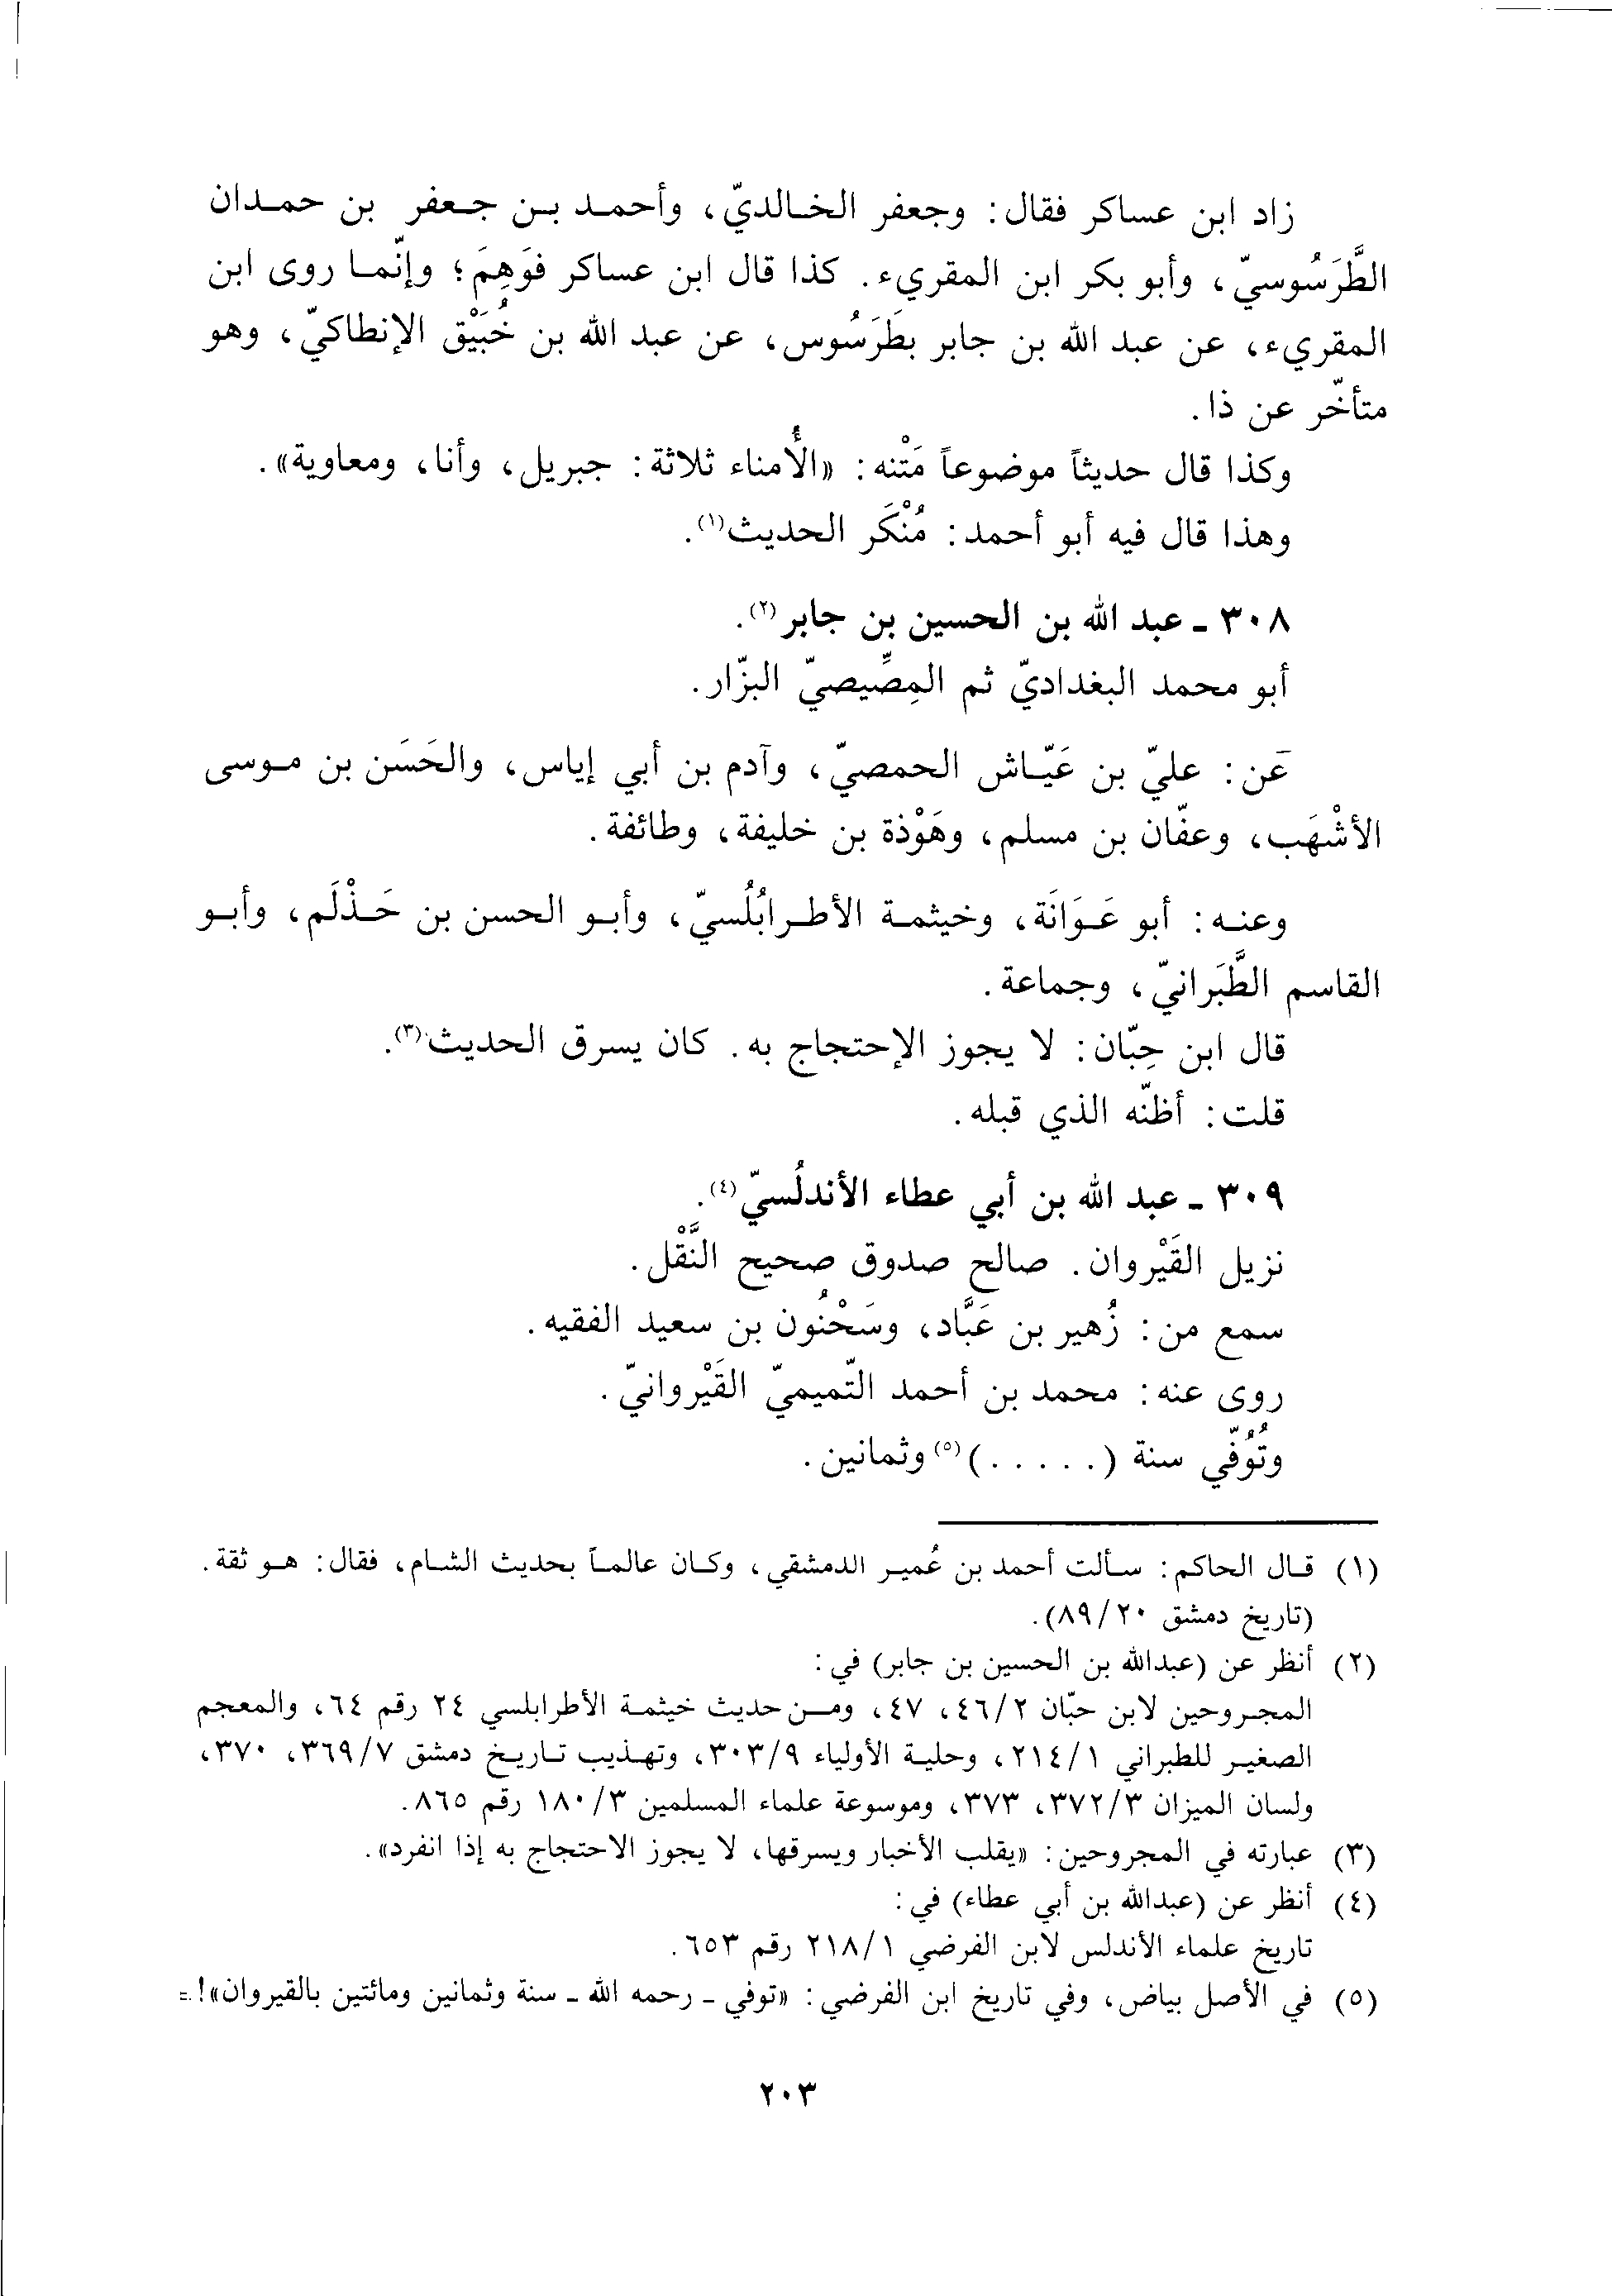 زاد ابن عساكر فقال: وجعفر الخالديّ، وأحمد بن جعفر بن حمدان
الطَّرَسُوسيّ، وأبو بكر ابن المقريء. كذا قال ابن عساكر فوَهِمَ؛ وإنّما روى ابن
المقريء، عن عبد الله بن جابر بطَرَسُوس، عن عبد الله بن خُبَيْق الإنطاكيّ، وهو
متأخّر عن ذا.
وكذا قال حديثاً موضوعاً مَتْنه: «الأُمناء ثلاثة: جبريل، وأنا، ومعاوية».
وهذا قال فيه أبو أحمد: مُنْكَر الحديث(١).
٣٠٨ ـ عبد الله بن الحسين بن جابر(٢).
أبو محمد البغداديّ ثم المِصِّيصيّ البزّار.
عَن: عليّ بن عَيّاش الحمصيّ، وآدم بن أبي إياس، والحَسَن بن موسى
الأشْهَب، وعفّان بن مسلم، وهَوْذة بن خليفة، وطائفة.
وعنه: أبو عَوَانَة، وخيثمة الأطرابُلُسيّ، وأبو الحسن بن حَذْلَم، وأبو
القاسم الطَّبَرانيّ، وجماعة.
قال ابن حِبّان: لا يجوز الإحتجاج به. كان يسرق الحديث(٣).
قلت: أظنّه الذي قبله.
٣٠٩ ـ عبد الله بن أبي عطاء الأندلُسيّ(٤).
نزيل القَيْروان. صالح صدوق صحيح النَّقْل.
سمع من: زُهير بن عَبَّاد، وسَحْنُون بن سعيد الفقيه.
روى عنه: محمد بن أحمد التّميميّ القَيْروانيّ.
وتُوُفّي سنة (. . . . .)(٥) وثمانين.
(١) قال الحاكم: سألت أحمد بن عُمير الدمشقي، وكان عالماً بحديث الشام، فقال: هو ثقة.
(تاريخ دمشق ٢٠/٨٩).
(٢) أنظر عن (عبدالله بن الحسين بن جابر) في:
المجروحين لابن حبّان ٢/٤٦، ٤٧، ومن حديث خيثمة الأطرابلسي ٢٤ رقم ٦٤، والمعجم
الصغير للطبراني ١/٢١٤، وحلية الأولياء ٩/٣٠٣، وتهذيب تاريخ دمشق ٧/٣٦٩، ٣٧٠،
ولسان الميزان ٣/٣٧٢، ٣٧٣، وموسوعة علماء المسلمين ٣/١٨٠ رقم ٨٦٥.
(٣) عبارته في المجروحين: «يقلب الأخبار ويسرقها، لا يجوز الاحتجاج به إذا انفرد».
(٤) أنظر عن (عبدالله بن أبي عطاء) في:
تاريخ علماء الأندلس لابن الفرضي ١/٢١٨ رقم ٦٥٣.
(٥) في الأصل بياض، وفي تاريخ ابن الفرضي: «توفي ـ رحمه الله ـ سنة وثمانين ومائتين بالقيروان»! =
٢٠٣